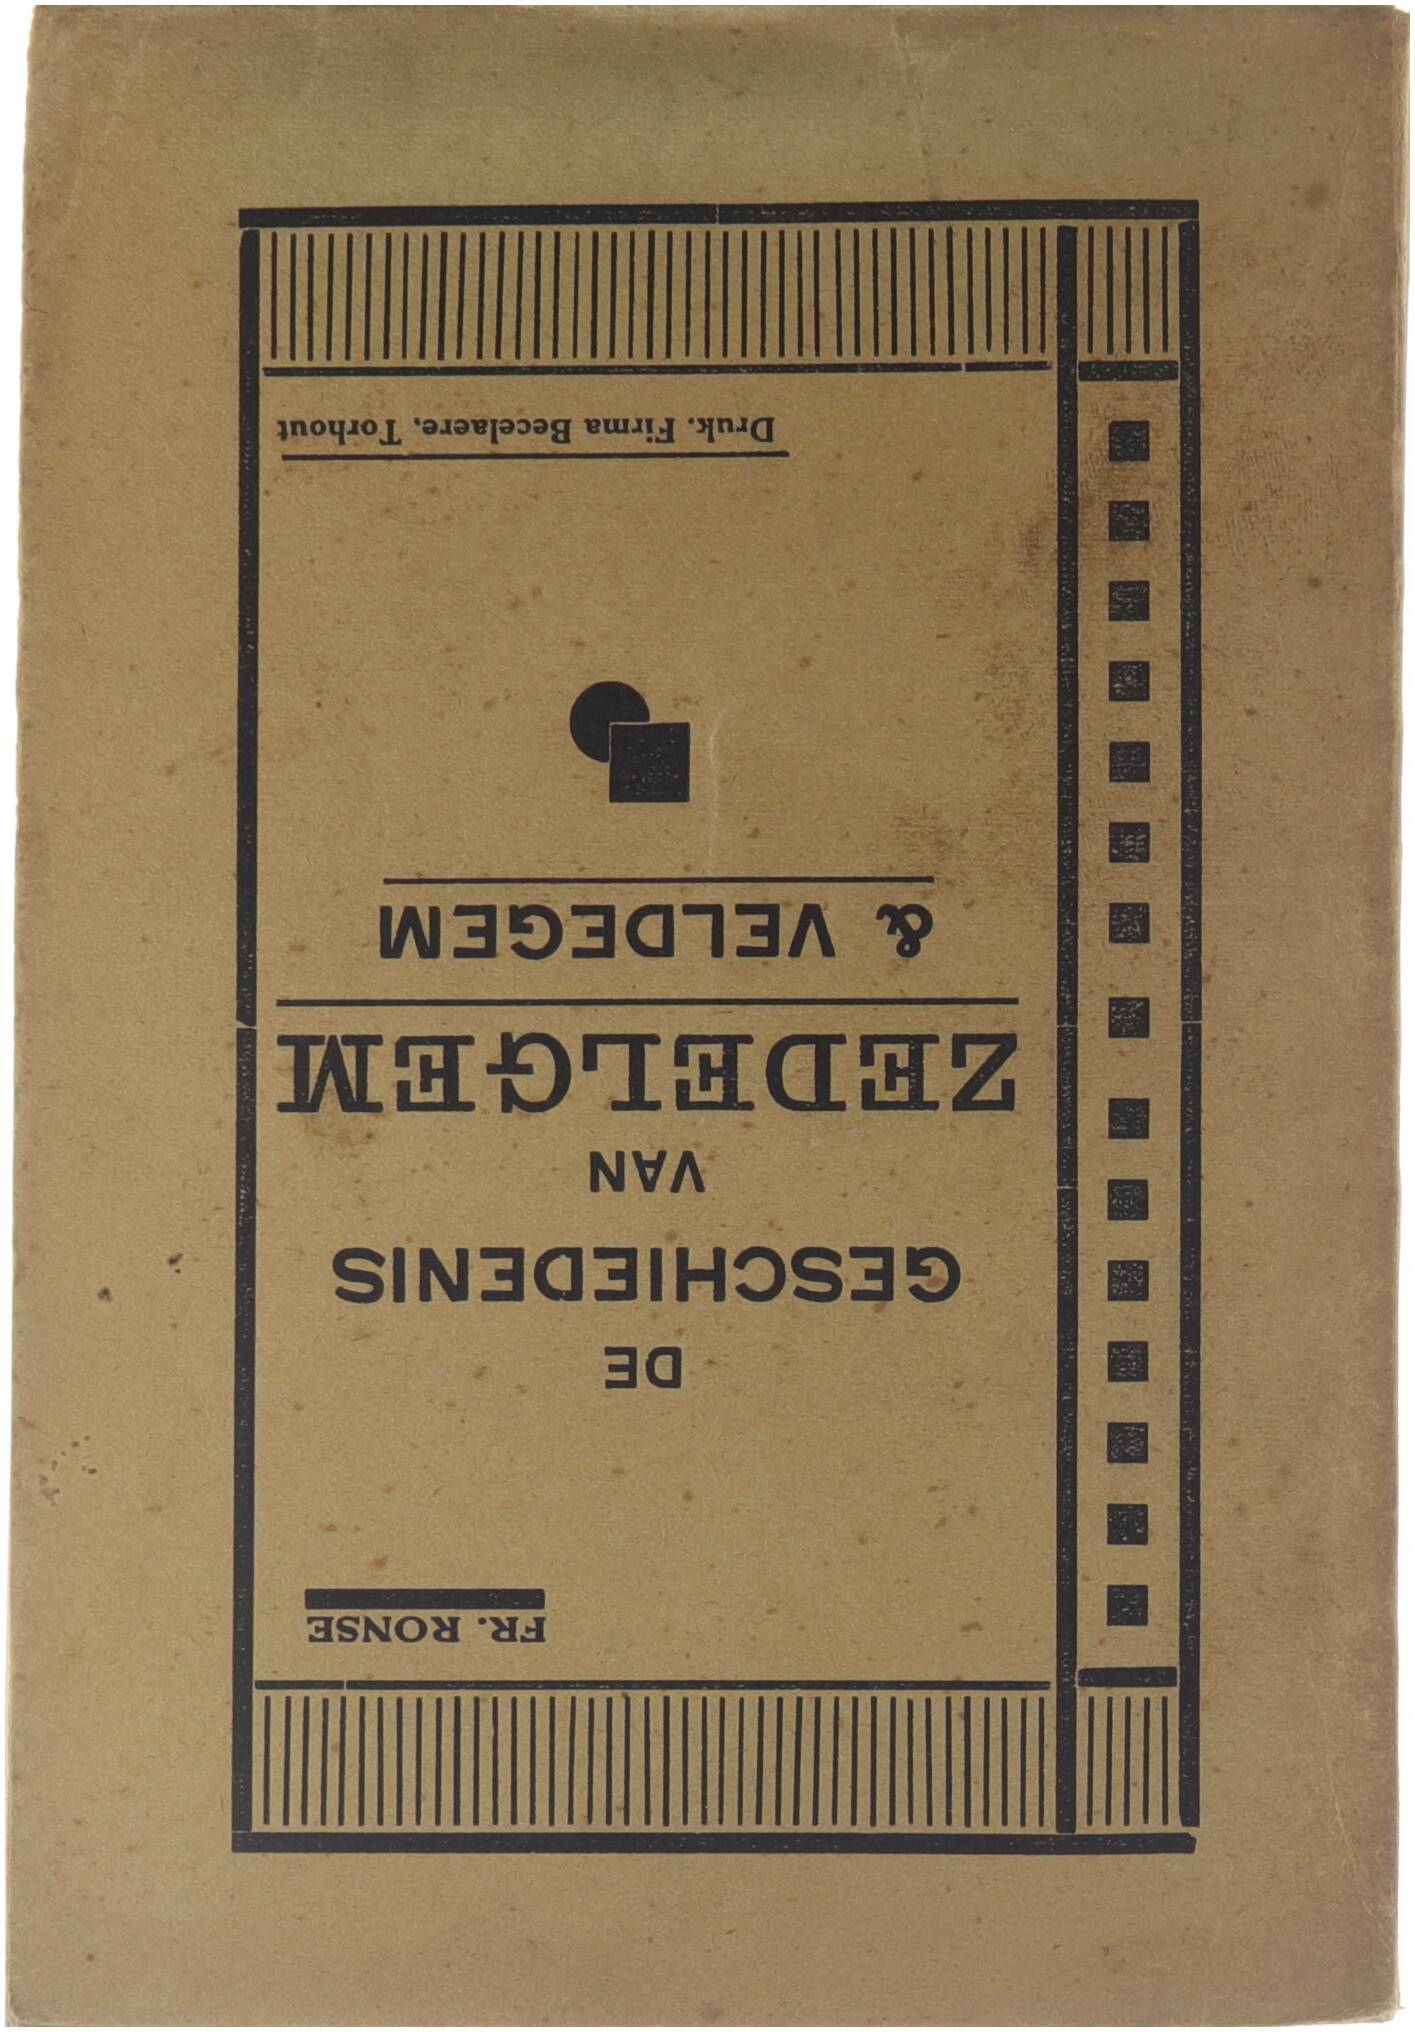 FR. RONSE
DE
GESCHIEDENIS
VAN
ZEDELGEM
& VELDEGEM
Druk. Firma Becelaere, Torhout